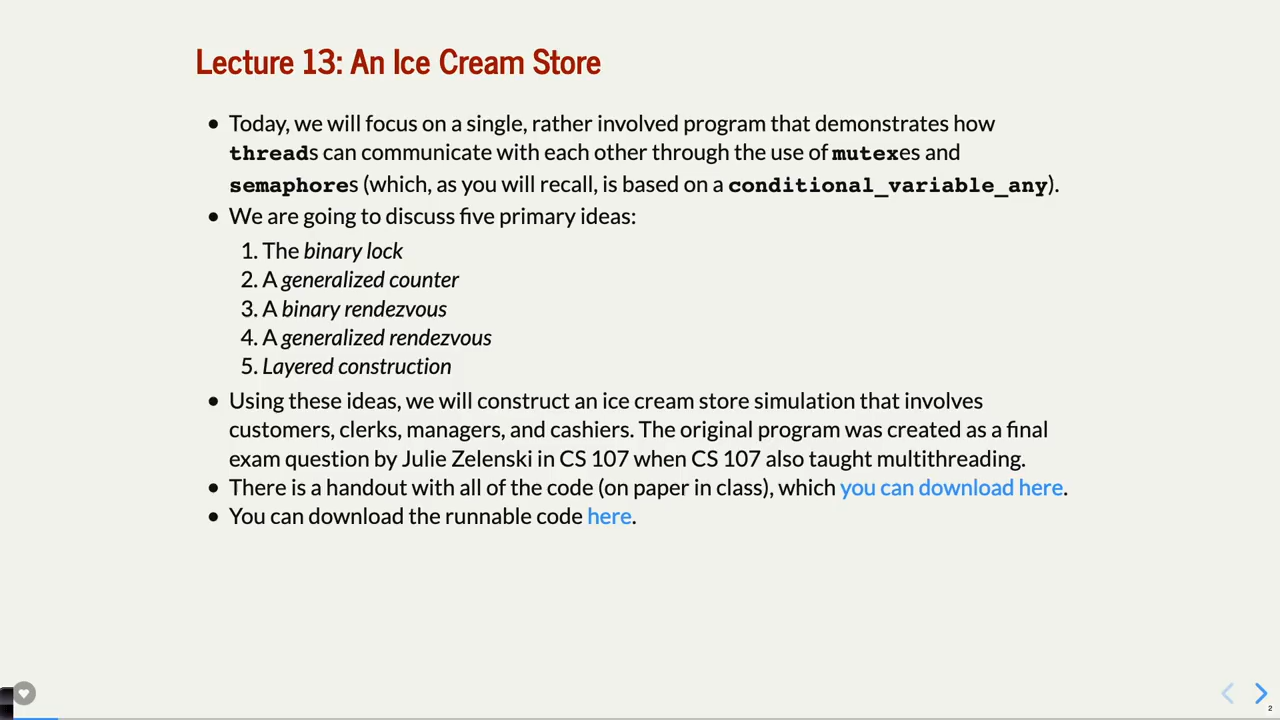 Lecture 13: An Ice Cream Store
• Today, we will focus on a single, rather involved program that demonstrates how
threads can communicate with each other through the use of mutexes and
semaphores (which, as you will recall, is based on a conditional_variable_any).
• We are going to discuss five primary ideas:
1. The binary lock
2. A generalized counter
3. A binary rendezvous
4. A generalized rendezvous
5. Layered construction
• Using these ideas, we will construct an ice cream store simulation that involves
customers, clerks, managers, and cashiers. The original program was created as a final
exam question by Julie Zelenski in CS 107 when CS 107 also taught multithreading.
• There is a handout with all of the code (on paper in class), which you can download here.
• You can download the runnable code here.
2